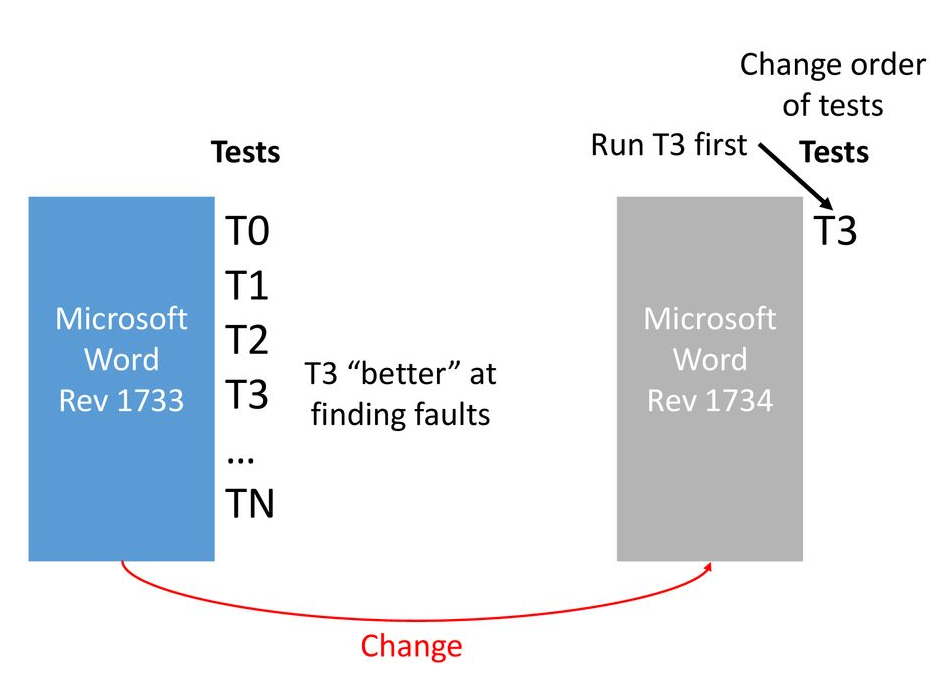 Tests
Microsoft
Word
Rev 1733
T0
T1
T2
T3
...
TN
T3 “better” at
finding faults
Change
Change order
of tests
Run T3 first
Tests
T3
Microsoft
Word
Rev 1734